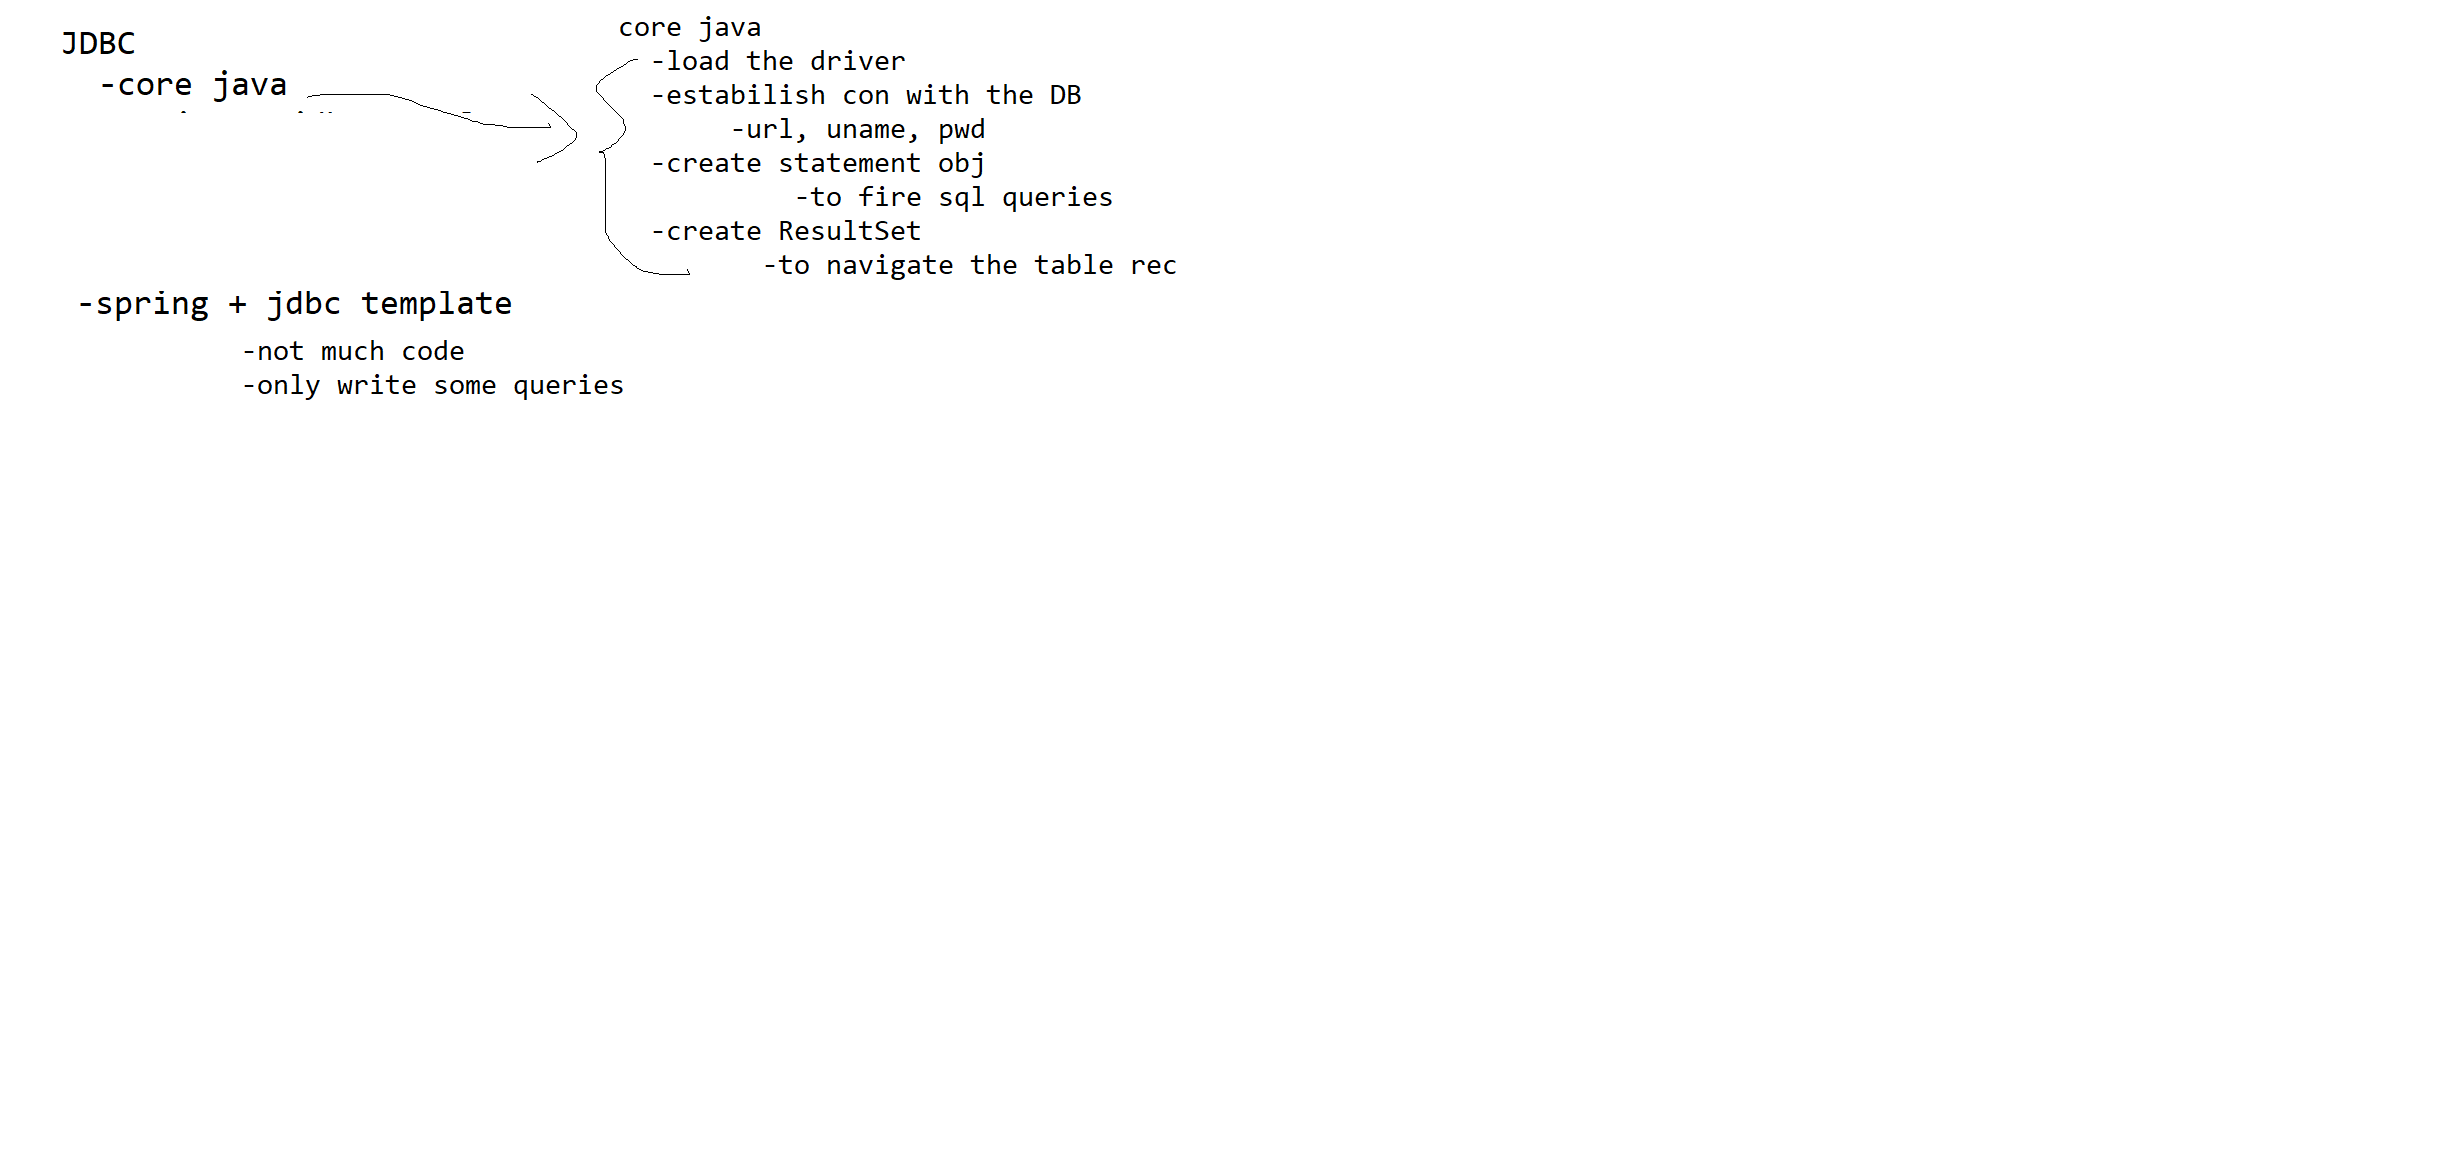 JDBC
-core java
core java
-load the driver
-estabilish con with the DB
-url, uname, pwd
-create statement obj
-to fire sql queries
-create ResultSet
-to navigate the table rec
-spring + jdbc template
-not much code
-only write some queries